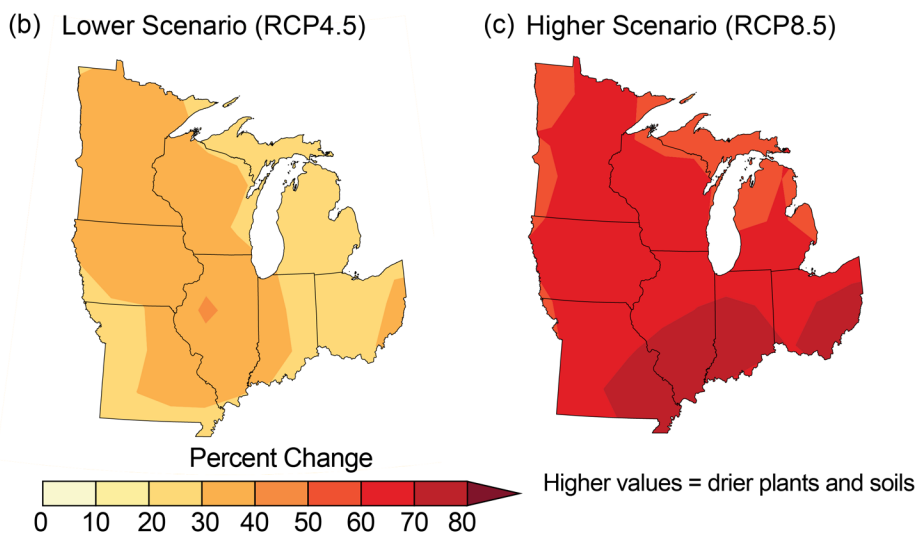 (b) Lower Scenario (RCP4.5)
(c) Higher Scenario (RCP8.5)
Percent Change
0 10 20 30 40 50 60 70 80
Higher values = drier plants and soils